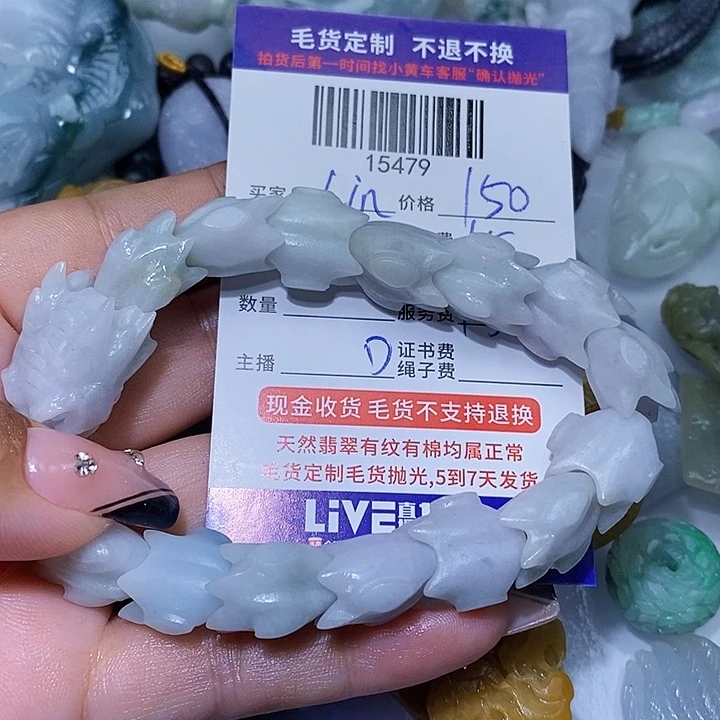 毛货定制 不退不换
拍货后第一时间找小黄车客服“确认抛光”
15479
买家 Lin 价格 150
数量 服务费
主播 D 证书费
绳子费
现金收货 毛货不支持退换
天然翡翠有纹有棉均属正常
毛货定制毛货抛光,5到7天发货
LiVE